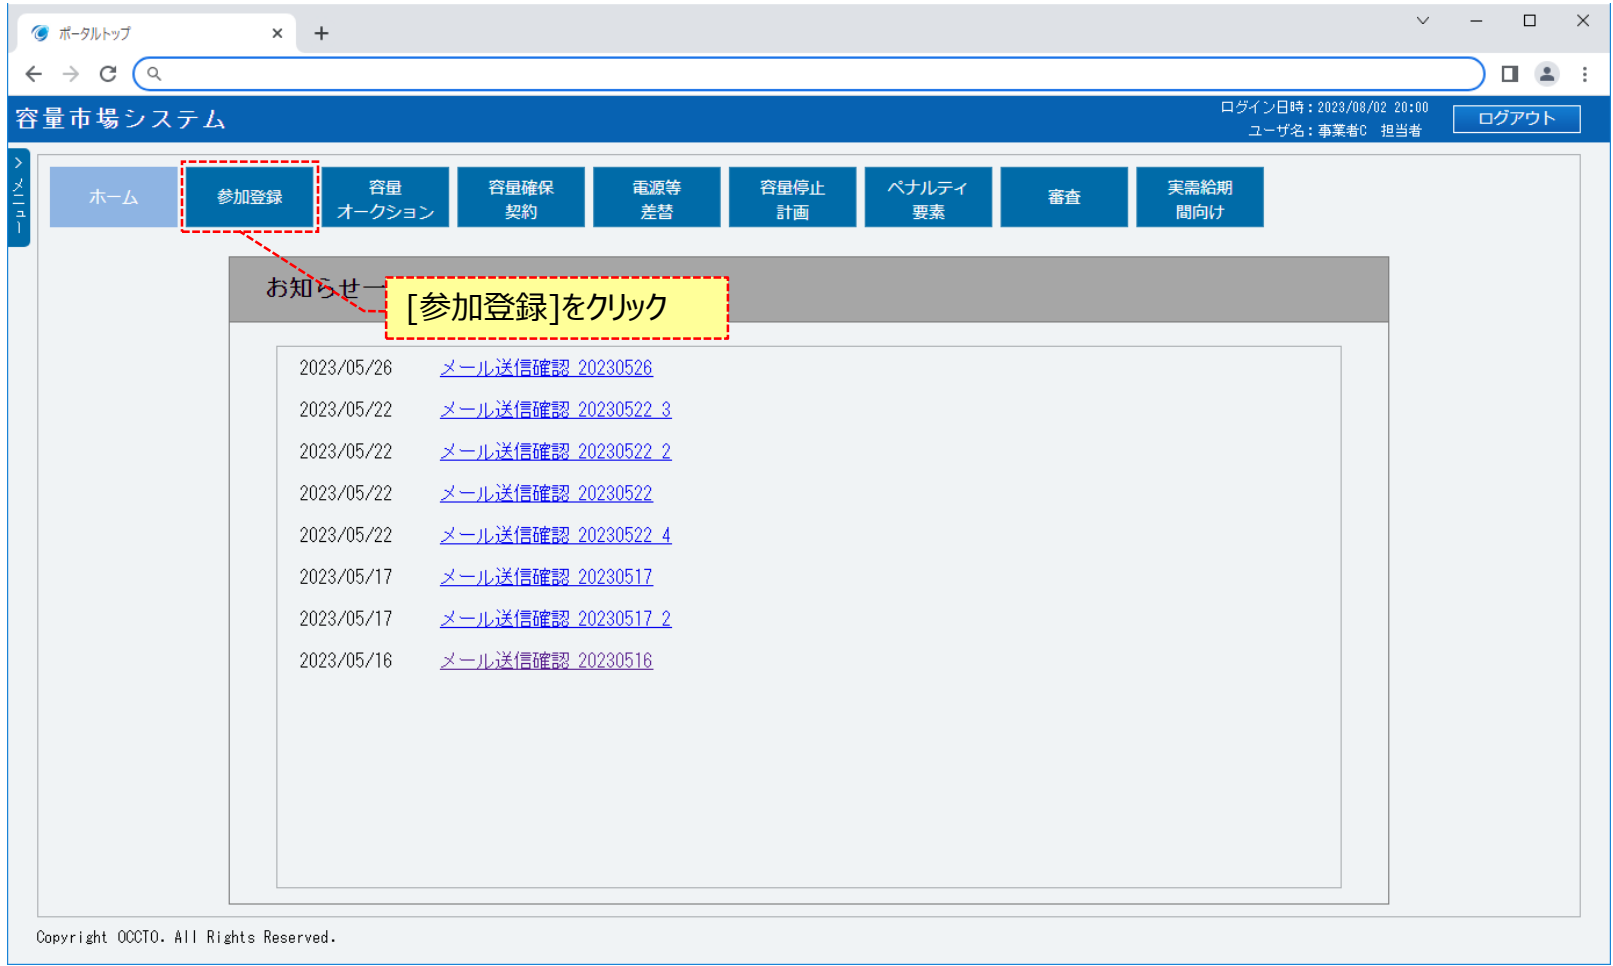 ポータルトップ
容量市場システム
ログイン日時：2023/08/02 20:00
ユーザ名：事業者C 担当者
ログアウト
メニュー
ホーム
参加登録
容量
オークション
容量確保
契約
電源等
差替
容量停止
計画
ペナルティ
要素
審査
実需給期
間向け
お知らせ一
[参加登録]をクリック
2023/05/26 メール送信確認 20230526
2023/05/22 メール送信確認 20230522 3
2023/05/22 メール送信確認 20230522 2
2023/05/22 メール送信確認 20230522
2023/05/22 メール送信確認 20230522 4
2023/05/17 メール送信確認 20230517
2023/05/17 メール送信確認 20230517 2
2023/05/16 メール送信確認 20230516
Copyright OCCTO. All Rights Reserved.